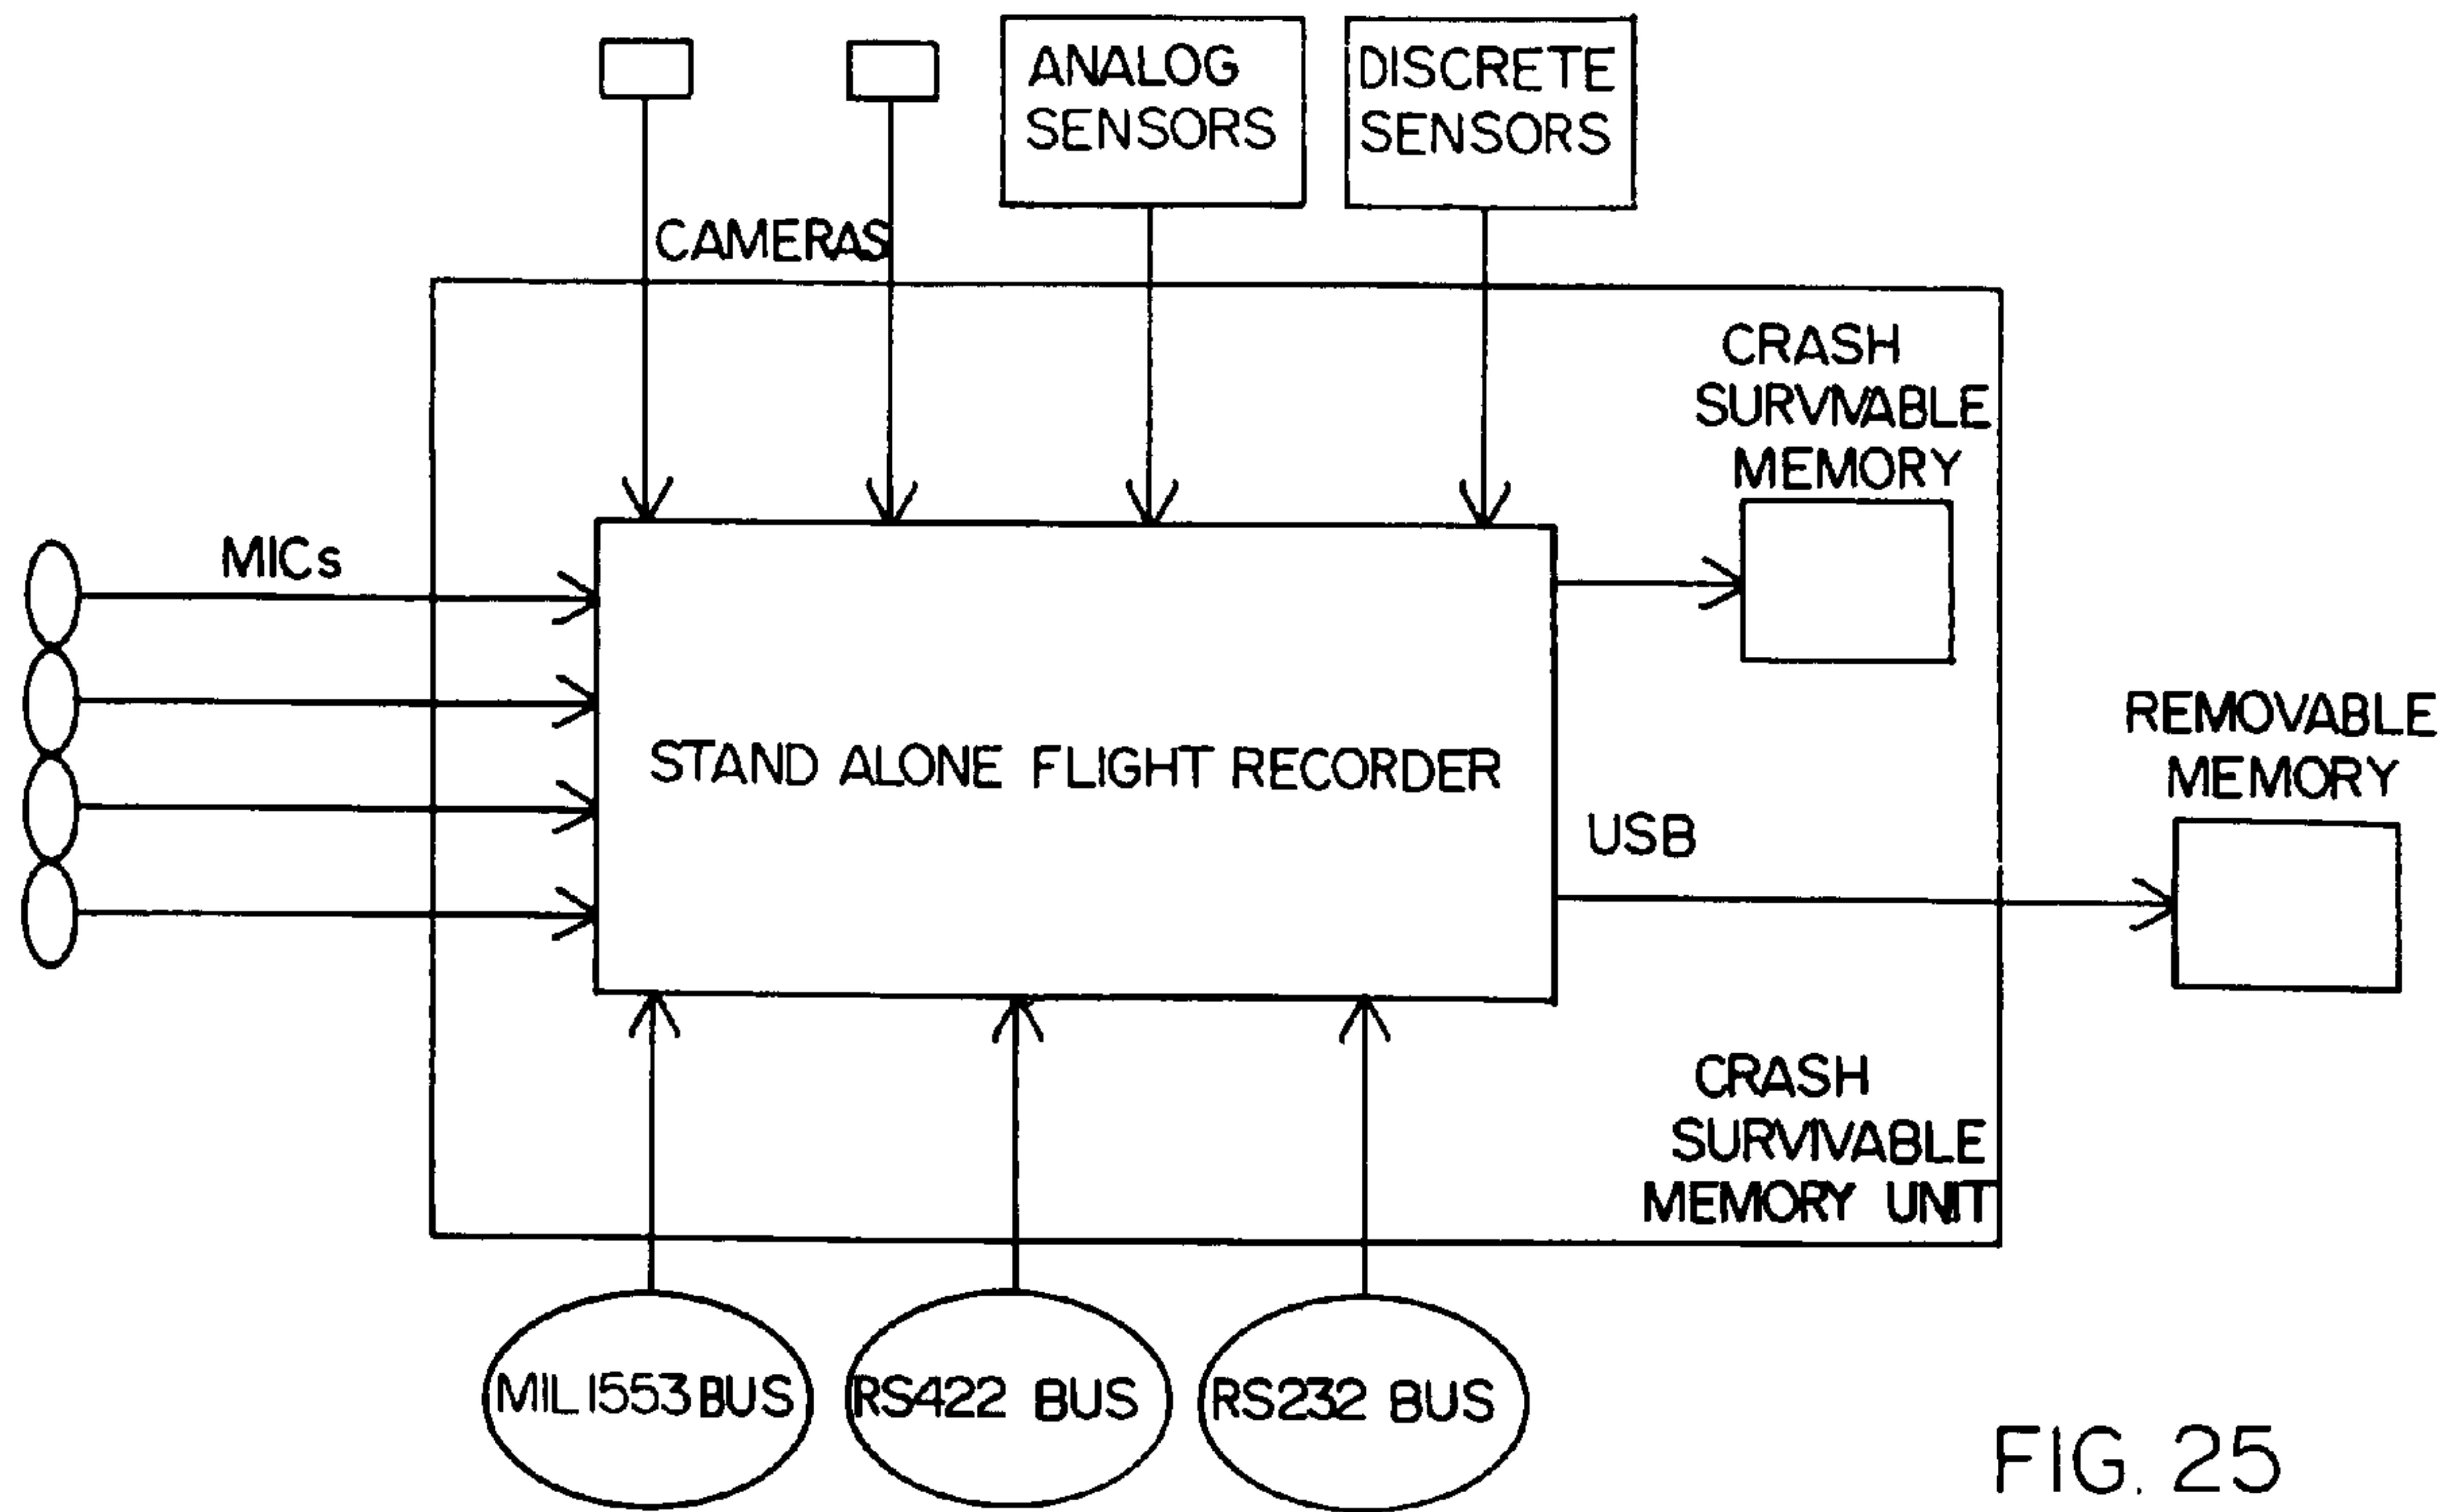 ANALOG
SENSORS
DISCRETE
SENSORS
CAMERAS
CRASH
SURVIVABLE
MEMORY
MICs
STAND ALONE FLIGHT RECORDER
REMOVABLE
MEMORY
USB
CRASH
SURVIVABLE
MEMORY UNIT
MIL1553 BUS
RS422 BUS
RS232 BUS
FIG. 25